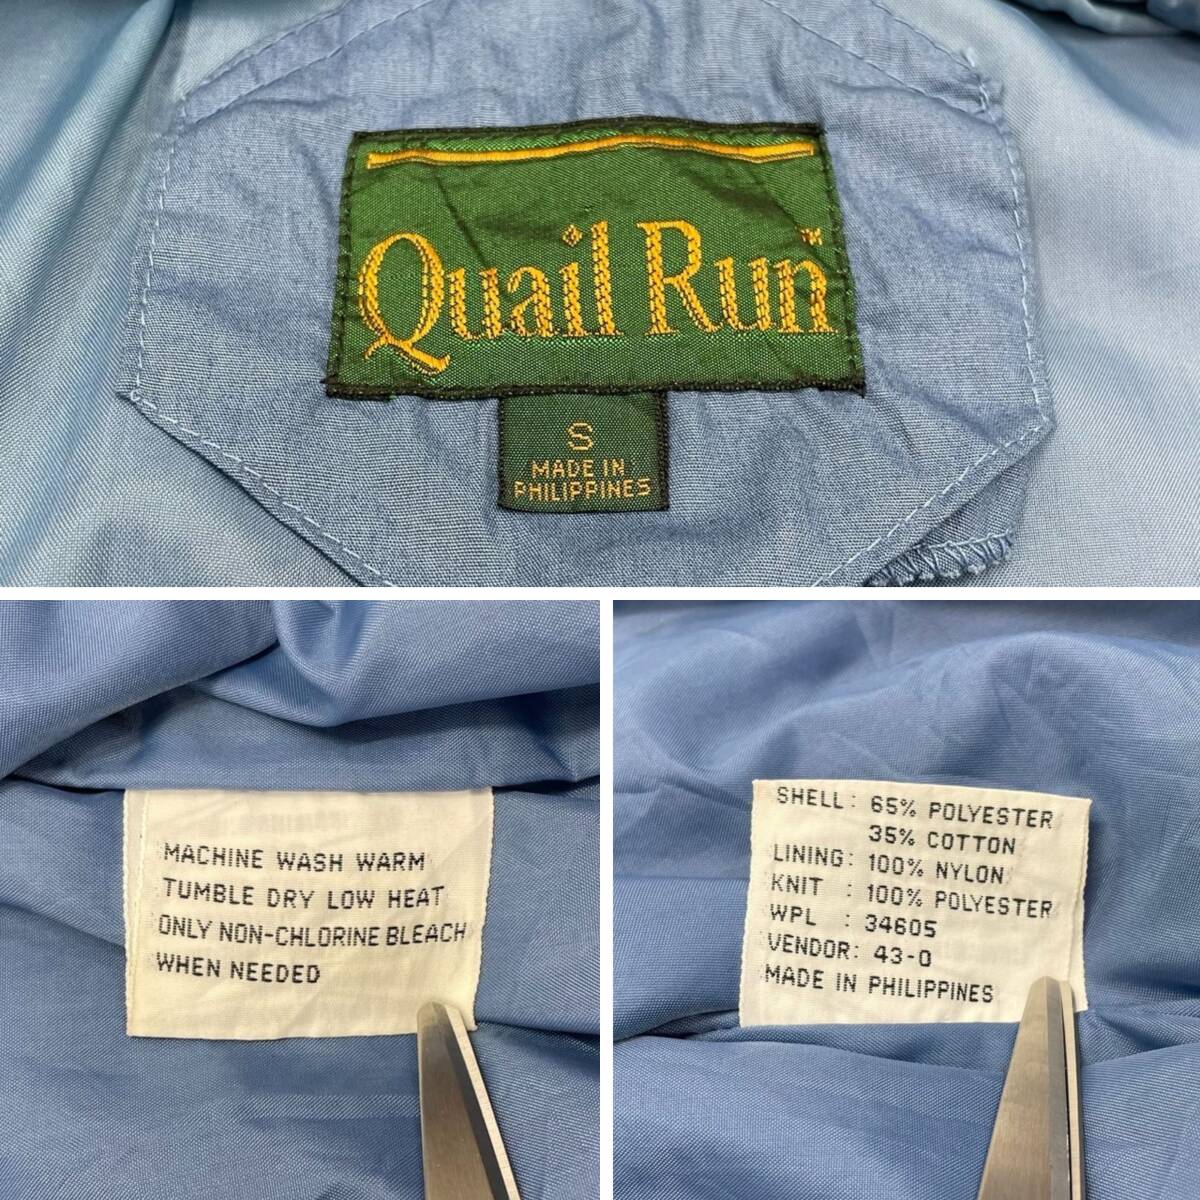 Quail Run™
S
MADE IN
PHILIPPINES
MACHINE WASH WARM
TUMBLE DRY LOW HEAT
ONLY NON-CHLORINE BLEACH
WHEN NEEDED
SHELL: 65% POLYESTER
35% COTTON
LINING: 100% NYLON
KNIT : 100% POLYESTER
WPL : 34605
VENDOR: 43-0
MADE IN PHILIPPINES